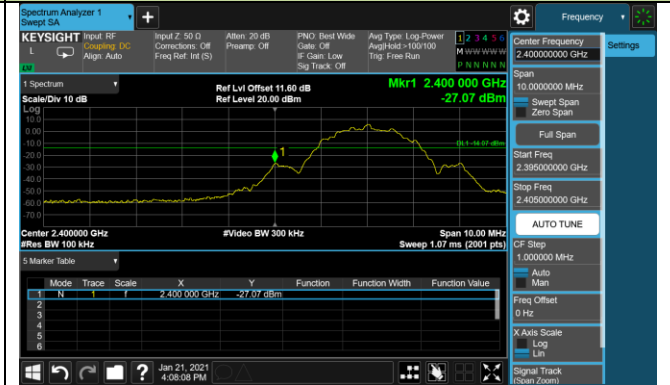 Spectrum Analyzer 1
Swept SA
+
Frequency
KEYSIGHT
L
Input: RF
Coupling: DC
Align: Auto
Input Z: 50 Ω
Corrections: Off
Freq Ref: Int (S)
Atten: 20 dB
Preamp: Off
PNO: Best Wide
Gate: Off
IF Gain: Low
Sig Track: Off
Avg Type: Log-Power
Avg|Hold:>100/100
Trig: Free Run
1 2 3 4 5 6
M W W W W W
P N N N N N
1 Spectrum
Scale/Div 10 dB
Log
Ref Lvl Offset 11.60 dB
Ref Level 20.00 dBm
Mkr1 2.400 000 GHz
-27.07 dBm
10.0
0.00
-10.0
-20.0
-30.0
-40.0
-50.0
-60.0
-70.0
1
DL1 -14.07 dBm
Center 2.400000 GHz
#Res BW 100 kHz
#Video BW 300 kHz
Span 10.00 MHz
Sweep 1.07 ms (2001 pts)
5 Marker Table
Mode Trace Scale X Y Function Function Width Function Value
1 N 1 f 2.400 000 GHz -27.07 dBm
2
3
4
5
6
?
Jan 21, 2021
4:08:08 PM
Center Frequency
2.400000000 GHz
Settings
Span
10.0000000 MHz
Swept Span
Zero Span
Full Span
Start Freq
2.395000000 GHz
Stop Freq
2.405000000 GHz
AUTO TUNE
CF Step
1.000000 MHz
Auto
Man
Freq Offset
0 Hz
X Axis Scale
Log
Lin
Signal Track
(Span Zoom)